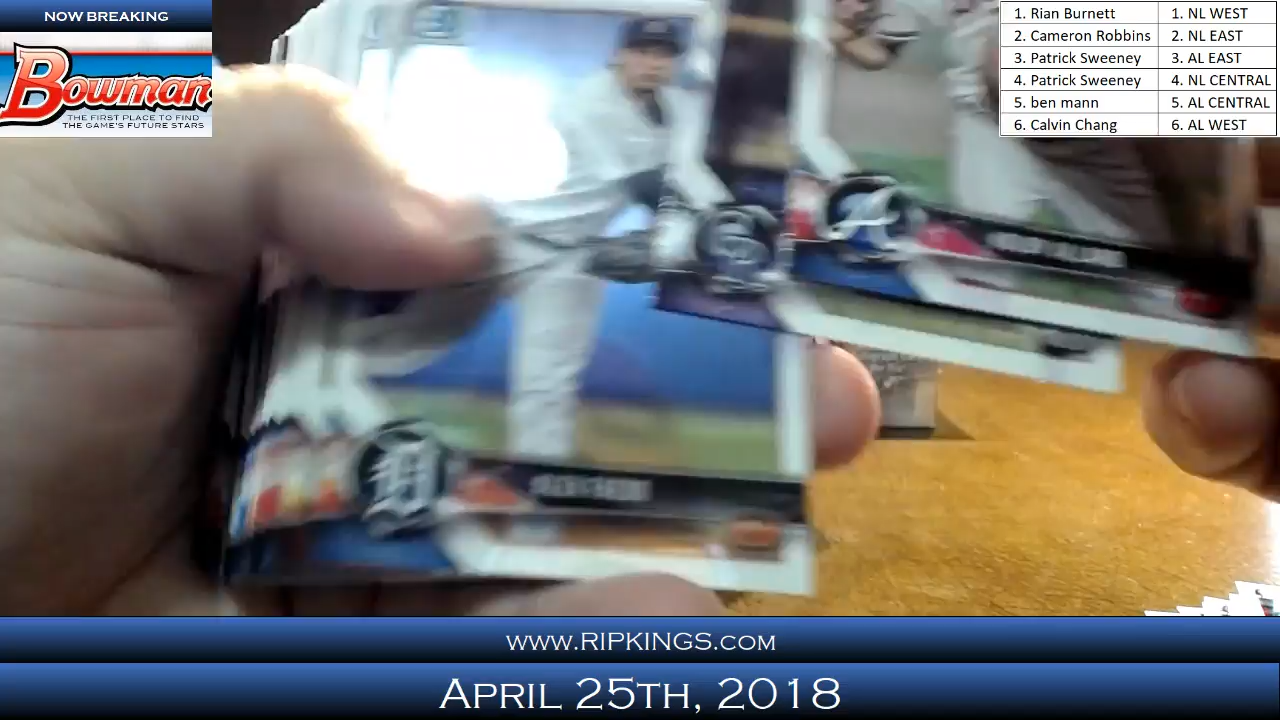 NOW BREAKING
Bowman
THE FIRST PLACE TO FIND
THE GAME'S FUTURE STARS
1. Rian Burnett 1. NL WEST
2. Cameron Robbins 2. NL EAST
3. Patrick Sweeney 3. AL EAST
4. Patrick Sweeney 4. NL CENTRAL
5. ben mann 5. AL CENTRAL
6. Calvin Chang 6. AL WEST
WWW.RIPKINGS.COM
APRIL 25TH, 2018